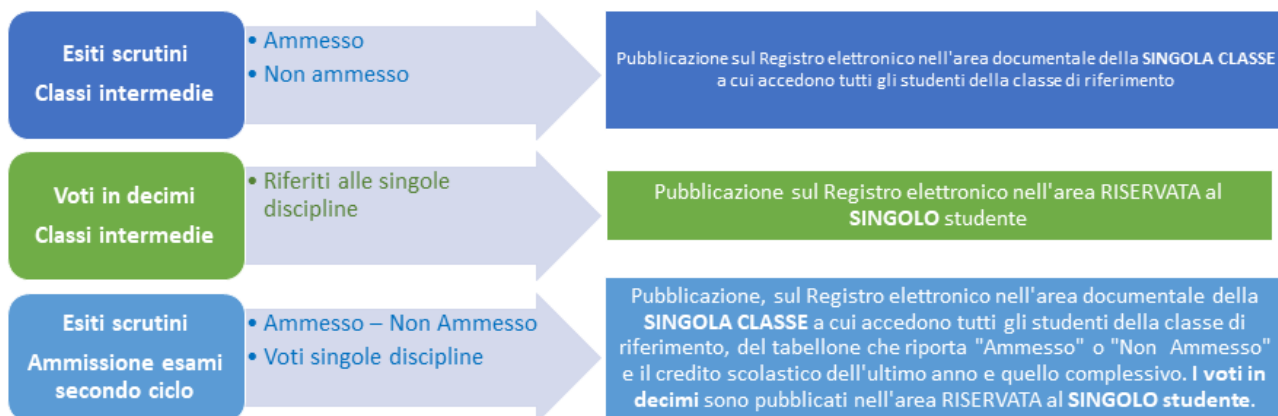 Esiti scrutini
Classi intermedie
• Ammesso
• Non ammesso
Pubblicazione sul Registro elettronico nell'area documentale della SINGOLA CLASSE
a cui accedono tutti gli studenti della classe di riferimento
Voti in decimi
Classi intermedie
• Riferiti alle singole
discipline
Pubblicazione sul Registro elettronico nell'area RISERVATA al
SINGOLO studente
Esiti scrutini
Ammissione esami
secondo ciclo
• Ammesso – Non Ammesso
• Voti singole discipline
Pubblicazione, sul Registro elettronico nell'area documentale della
SINGOLA CLASSE a cui accedono tutti gli studenti della classe di
riferimento, del tabellone che riporta "Ammesso" o "Non Ammesso"
e il credito scolastico dell'ultimo anno e quello complessivo. I voti in
decimi sono pubblicati nell'area RISERVATA al SINGOLO studente.